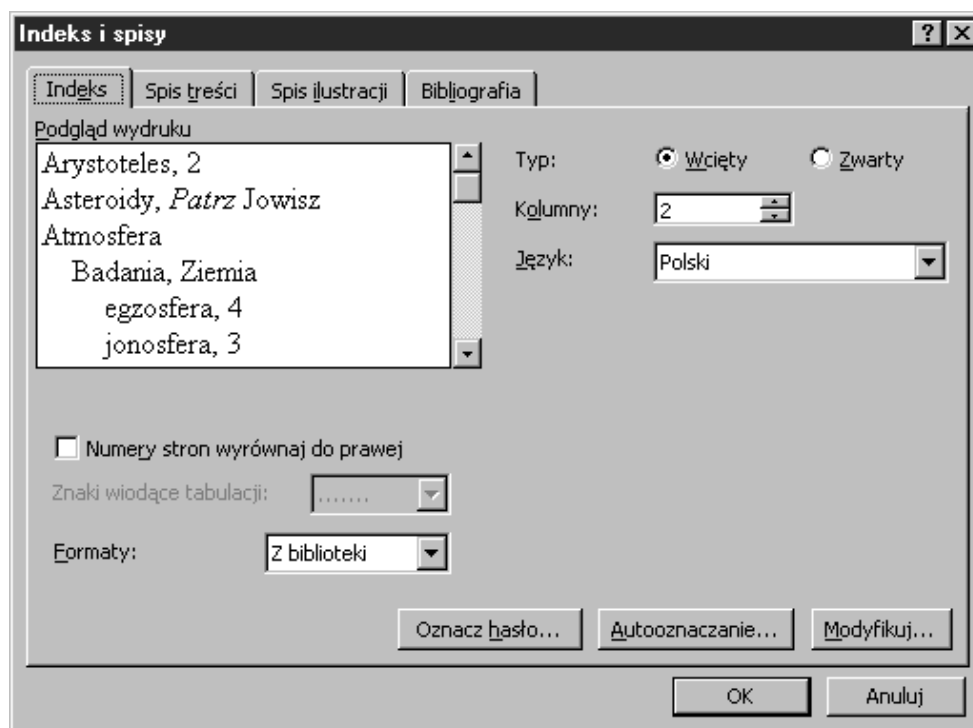 Indeks i spisy
Indeks Spis treści Spis ilustracji Bibliografia
Podgląd wydruku
Arystoteles, 2
Asteroidy, Patrz Jowisz
Atmosfera
Badania, Ziemia
egzosfera, 4
jonosfera, 3
Typ: Wcięty Zwarty
Kolumny: 2
Język: Polski
Numery stron wyrównaj do prawej
Znaki wiodące tabulacji: .......
Formaty: Z biblioteki
Oznacz hasło... Autooznaczanie... Modyfikuj...
OK Anuluj